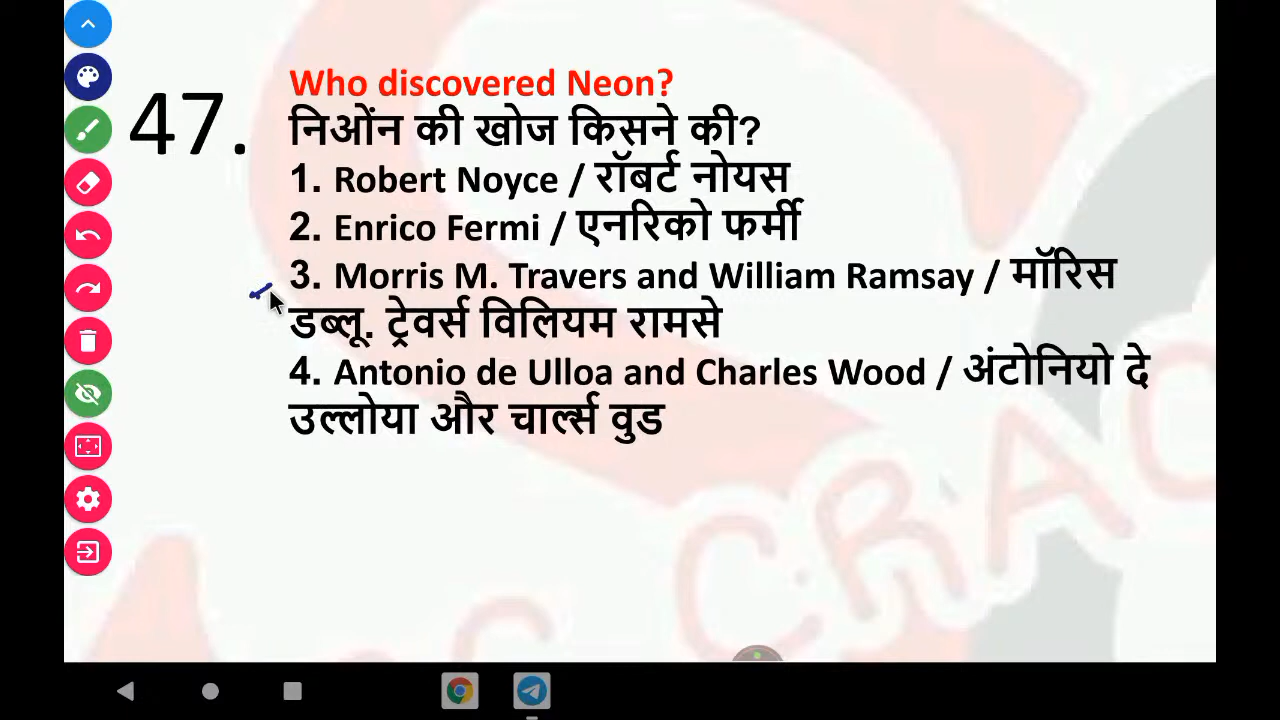 47.
Who discovered Neon?
निओंन की खोज किसने की?
1. Robert Noyce / रॉबर्ट नोयस
2. Enrico Fermi / एनरिको फर्मी
3. Morris M. Travers and William Ramsay / मॉरिस
डब्लू. ट्रेवर्स विलियम रामसे
4. Antonio de Ulloa and Charles Wood / अंटोनियो दे
उल्लोया और चार्ल्स वुड